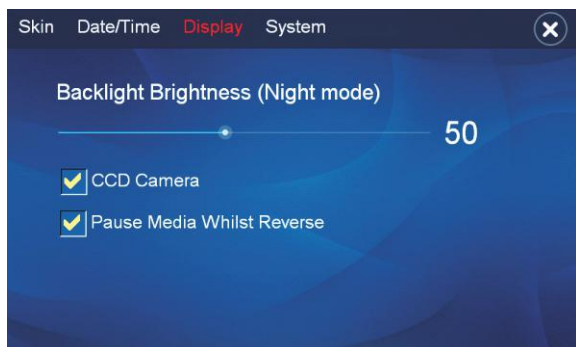 Skin Date/Time Display System
Backlight Brightness (Night mode)
50
CCD Camera
Pause Media Whilst Reverse